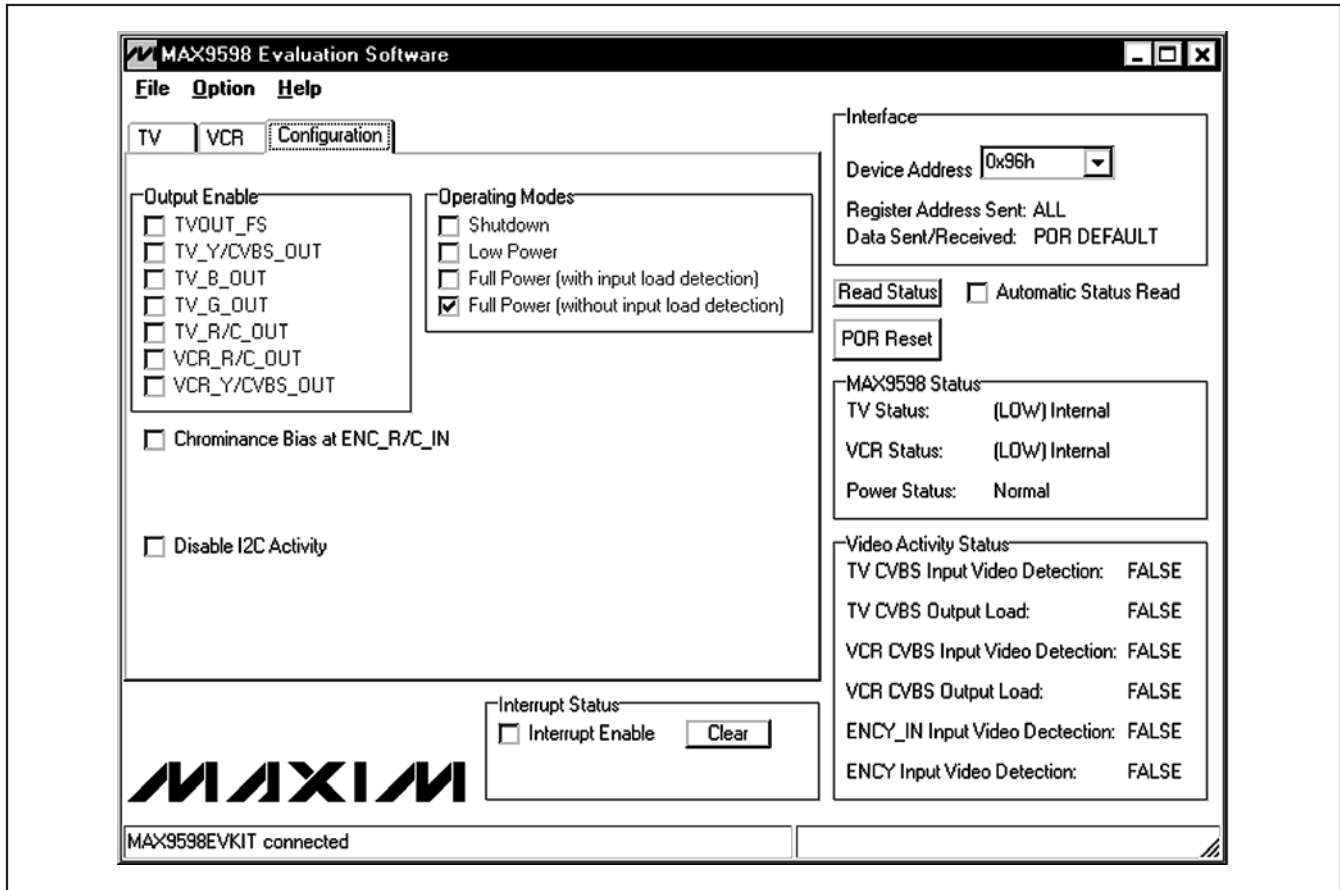 MAX9598 Evaluation Software
File Option Help
TV VCR Configuration
Output Enable
TVOUT_FS
TV_Y/CVBS_OUT
TV_B_OUT
TV_G_OUT
TV_R/C_OUT
VCR_R/C_OUT
VCR_Y/CVBS_OUT
Operating Modes
Shutdown
Low Power
Full Power (with input load detection)
Full Power (without input load detection)
Chrominance Bias at ENC_R/C_IN
Disable I2C Activity
Interface
Device Address 0x96h
Register Address Sent: ALL
Data Sent/Received: POR DEFAULT
Read Status Automatic Status Read
POR Reset
MAX9598 Status
TV Status: (LOW) Internal
VCR Status: (LOW) Internal
Power Status: Normal
Video Activity Status
TV CVBS Input Video Detection: FALSE
TV CVBS Output Load: FALSE
VCR CVBS Input Video Detection: FALSE
VCR CVBS Output Load: FALSE
ENCY_IN Input Video Dectection: FALSE
ENCY Input Video Detection: FALSE
Interrupt Status
Interrupt Enable Clear
MAXIM
MAX9598EVKIT connected